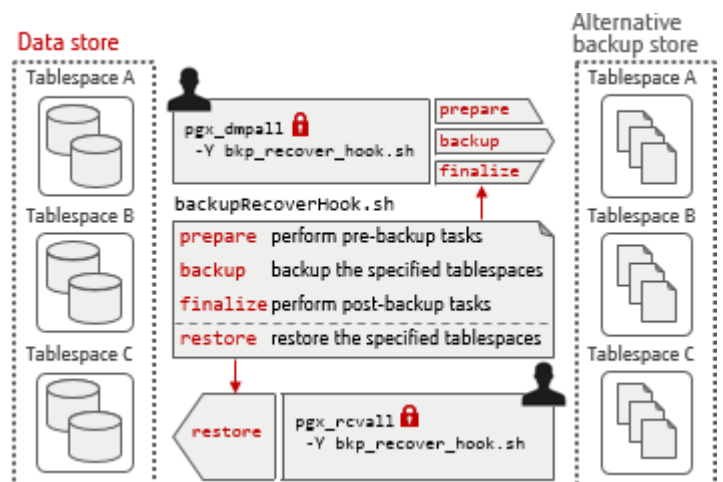 Data store
Alternative
backup store
Tablespace A
Tablespace B
Tablespace C
pgx_dmpall
-Y bkp_recover_hook.sh
prepare
backup
finalize
backupRecoverHook.sh
prepare perform pre-backup tasks
backup backup the specified tablespaces
finalize perform post-backup tasks
restore restore the specified tablespaces
restore
pgx_rcvall
-Y bkp_recover_hook.sh
Tablespace A
Tablespace B
Tablespace C